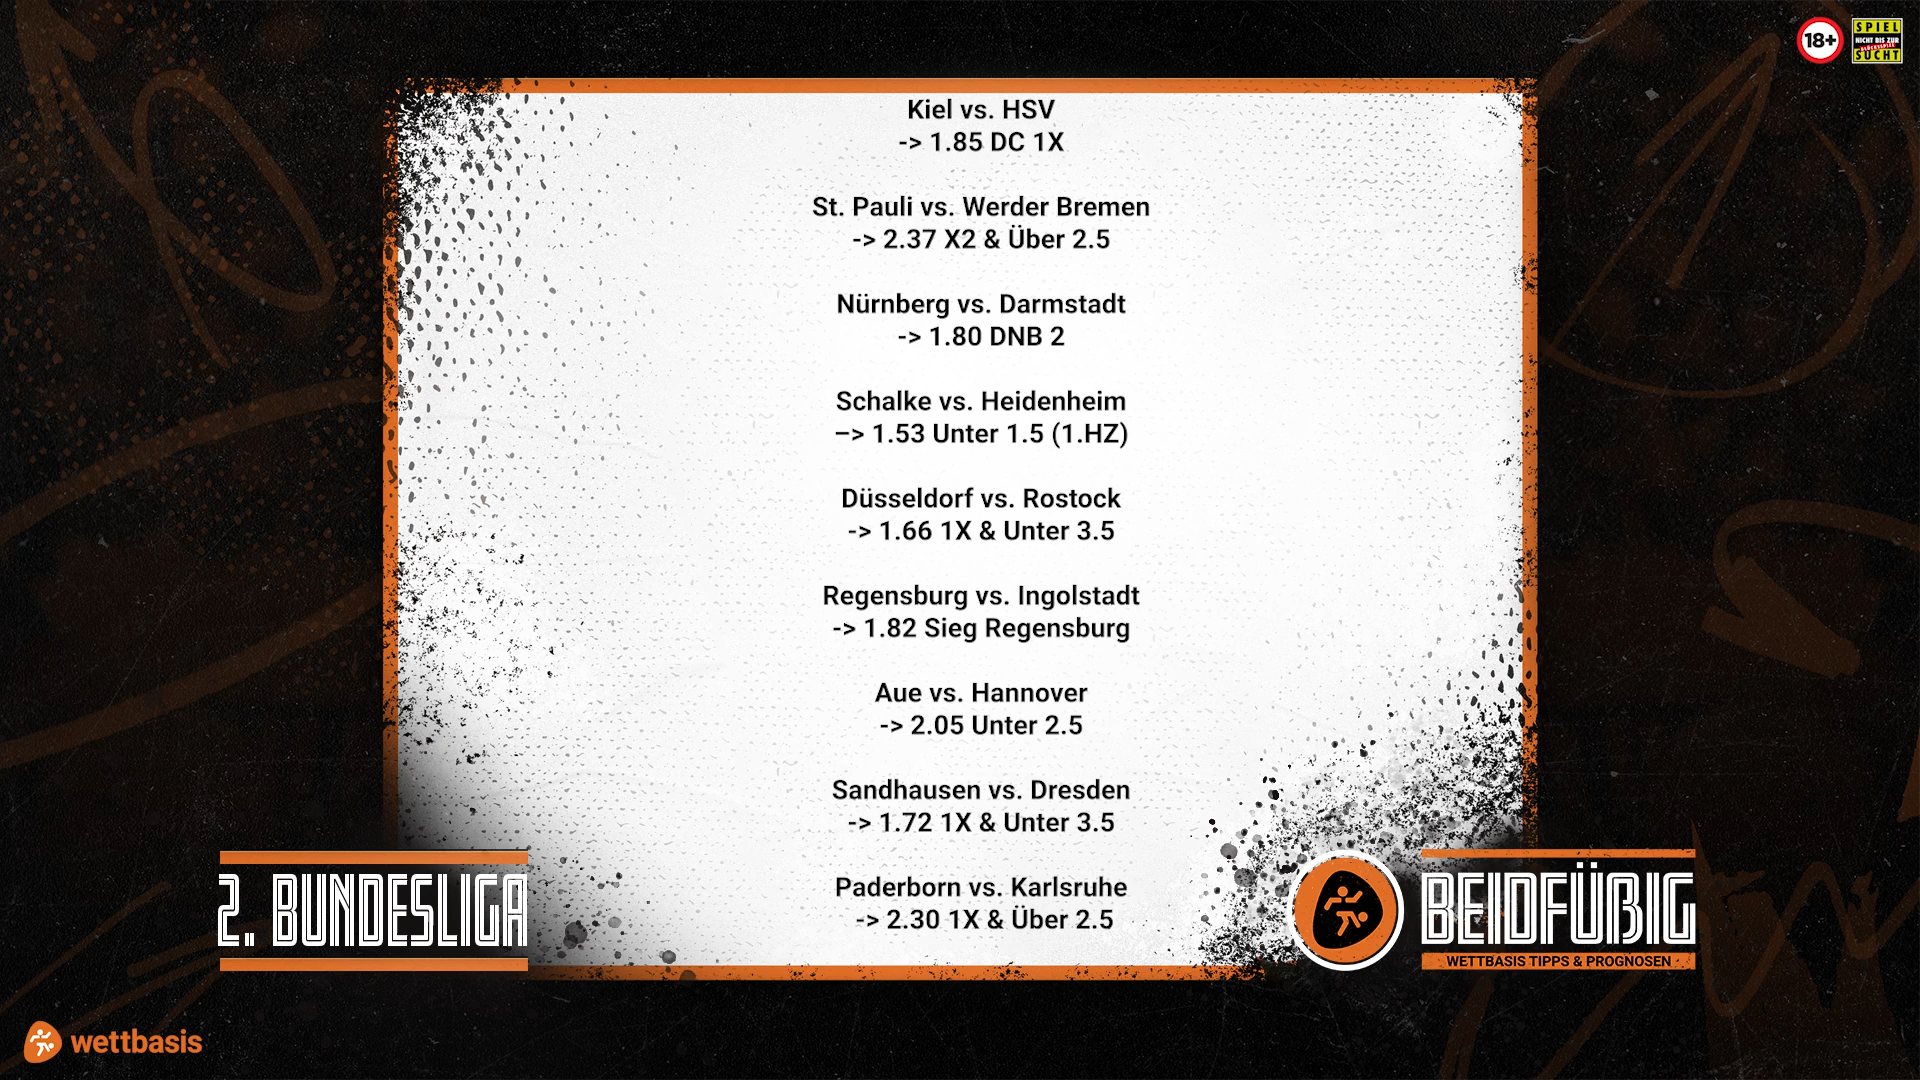 18+
SPIEL
NICHT BIS ZUR
SUCHT
Kiel vs. HSV
-> 1.85 DC 1X
St. Pauli vs. Werder Bremen
-> 2.37 X2 & Über 2.5
Nürnberg vs. Darmstadt
-> 1.80 DNB 2
Schalke vs. Heidenheim
–> 1.53 Unter 1.5 (1.HZ)
Düsseldorf vs. Rostock
-> 1.66 1X & Unter 3.5
Regensburg vs. Ingolstadt
-> 1.82 Sieg Regensburg
Aue vs. Hannover
-> 2.05 Unter 2.5
Sandhausen vs. Dresden
-> 1.72 1X & Unter 3.5
Paderborn vs. Karlsruhe
-> 2.30 1X & Über 2.5
2. BUNDESLIGA
BEIDFÜßIG
WETTBASIS TIPPS & PROGNOSEN
wettbasis